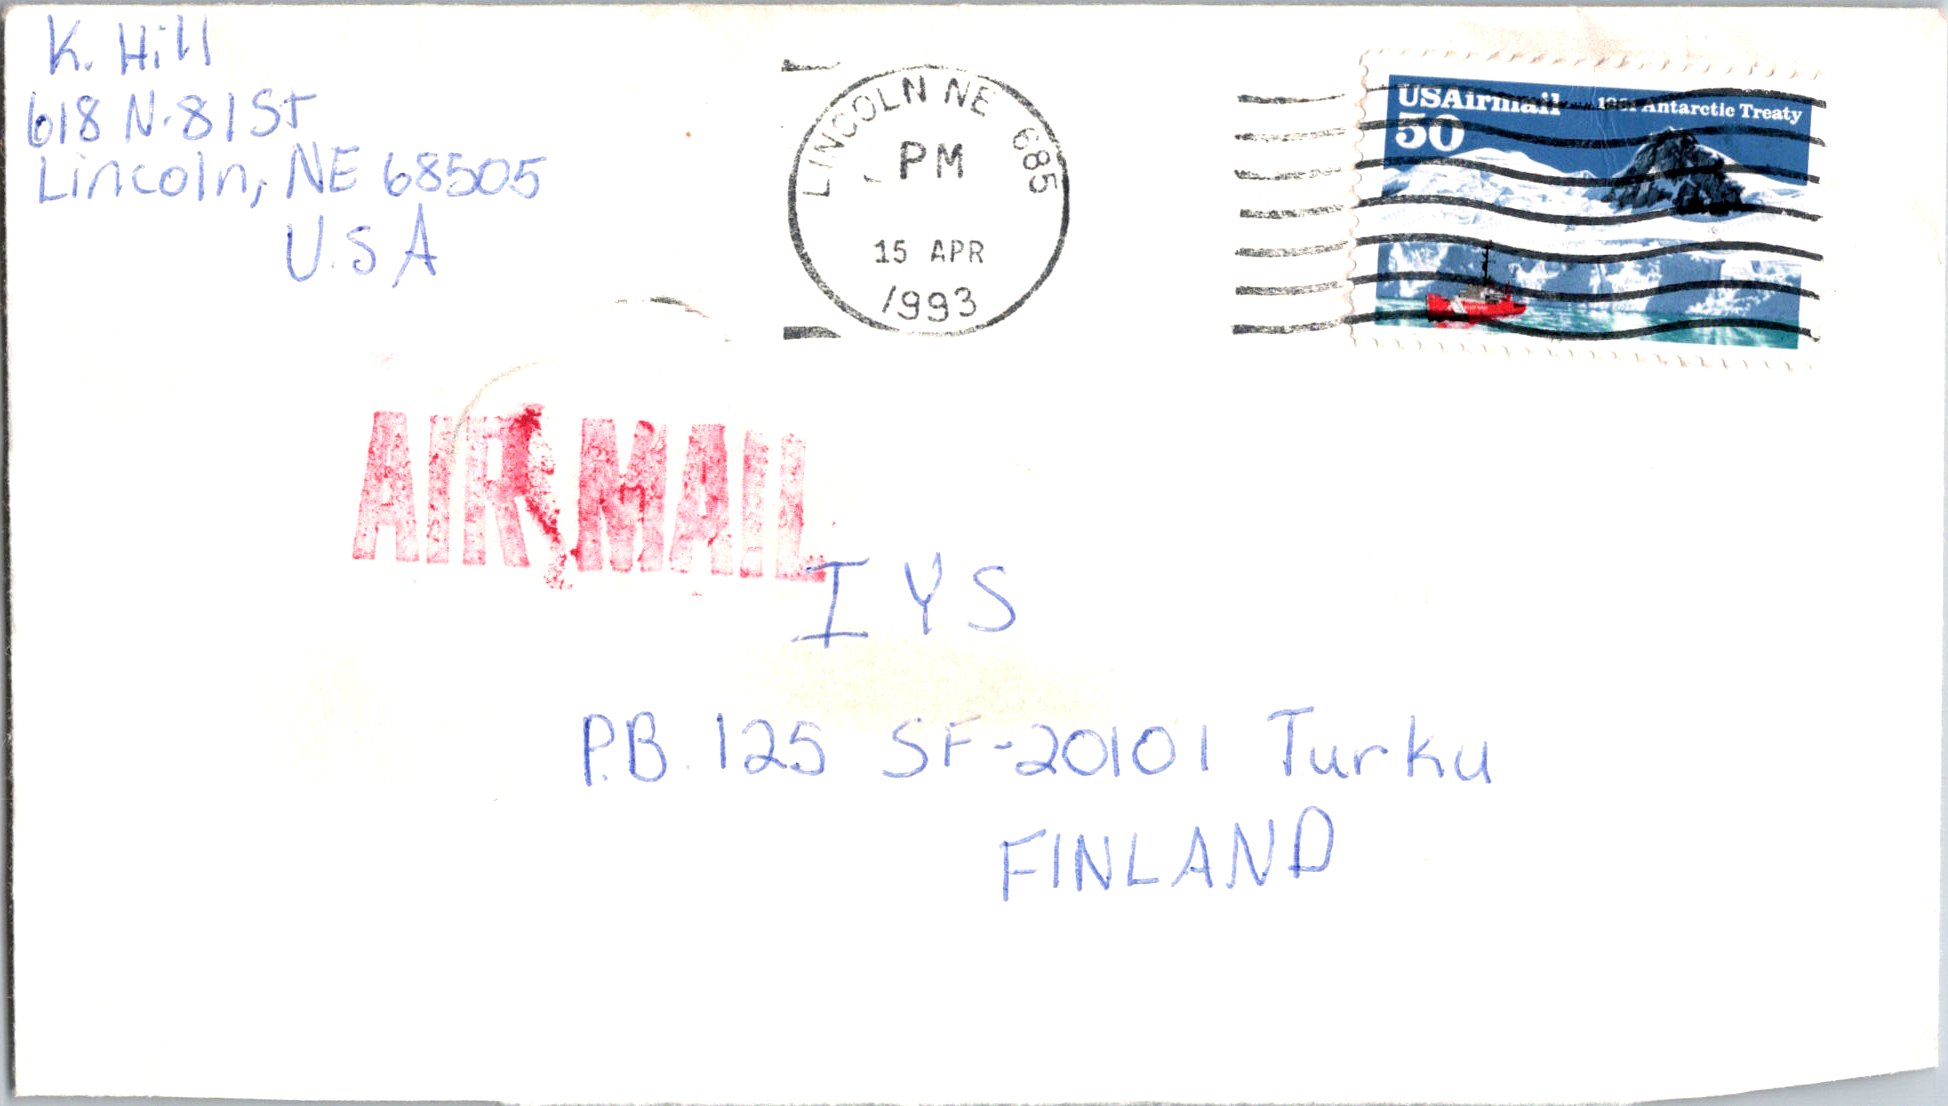 K. Hill
618 N. 81 St
Lincoln, NE 68505
U.S.A
LINCOLN NE 685
PM
15 APR
1993
USAirmail
1991 Antarctic Treaty
50
AIR MAIL
IYS
P.B. 125 SF-20101 Turku
FINLAND